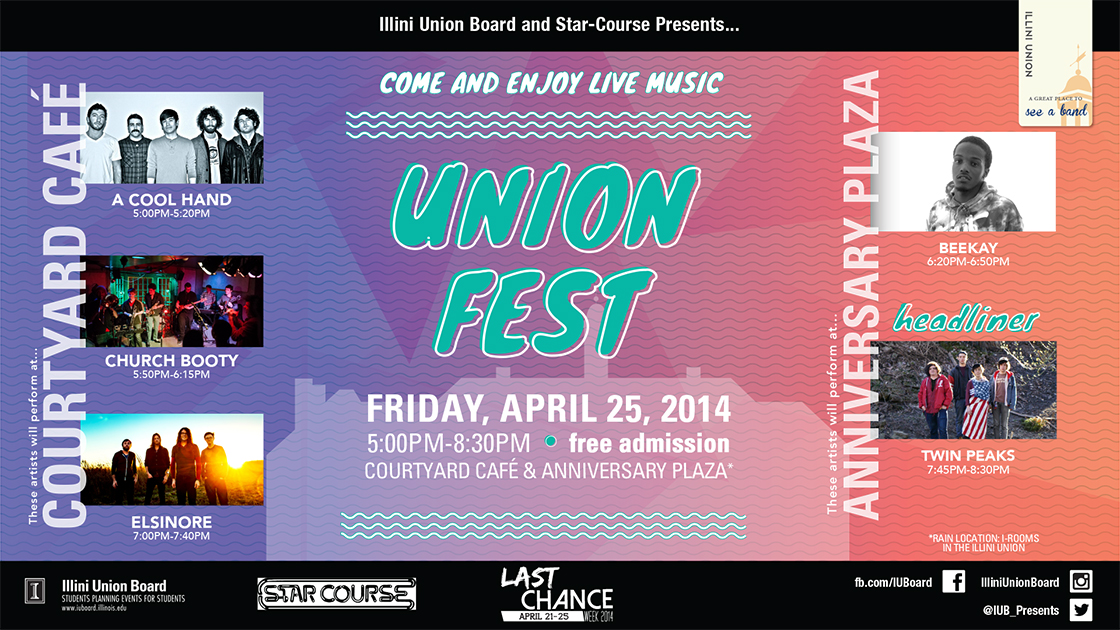 Illini Union Board and Star-Course Presents...
ILLINI UNION
A GREAT PLACE TO
see a band
COME AND ENJOY LIVE MUSIC
UNION
FEST
FRIDAY, APRIL 25, 2014
5:00PM-8:30PM • free admission
COURTYARD CAFÉ & ANNIVERSARY PLAZA*
These artists will perform at...
COURTYARD CAFÉ
A COOL HAND
5:00PM-5:20PM
CHURCH BOOTY
5:50PM-6:15PM
ELSINORE
7:00PM-7:40PM
These artists will perform at...
ANNIVERSARY PLAZA
BEEKAY
6:20PM-6:50PM
headliner
TWIN PEAKS
7:45PM-8:30PM
*RAIN LOCATION: I-ROOMS
IN THE ILLINI UNION
I
Illini Union Board
STUDENTS PLANNING EVENTS FOR STUDENTS
www.iuboard.illinois.edu
STAR COURSE
LAST
CHANCE
APRIL 21-25 WEEK 2014
fb.com/IUBoard
IlliniUnionBoard
@IUB_Presents